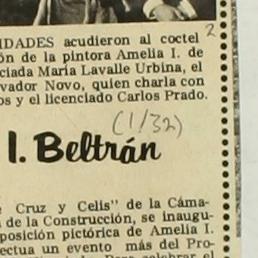 2
IDADES acudieron al coctel
ón de la pintora Amelia I. de
ciada María Lavalle Urbina, el
vador Novo, quien charla con
os y el licenciado Carlos Prado.
(1/32)
I. Beltrán
e Cruz y Celis" de la Cáma-
l de la Construcción, se inaugu-
posición pictórica de Amelia I.
ectua un evento más del Pro-